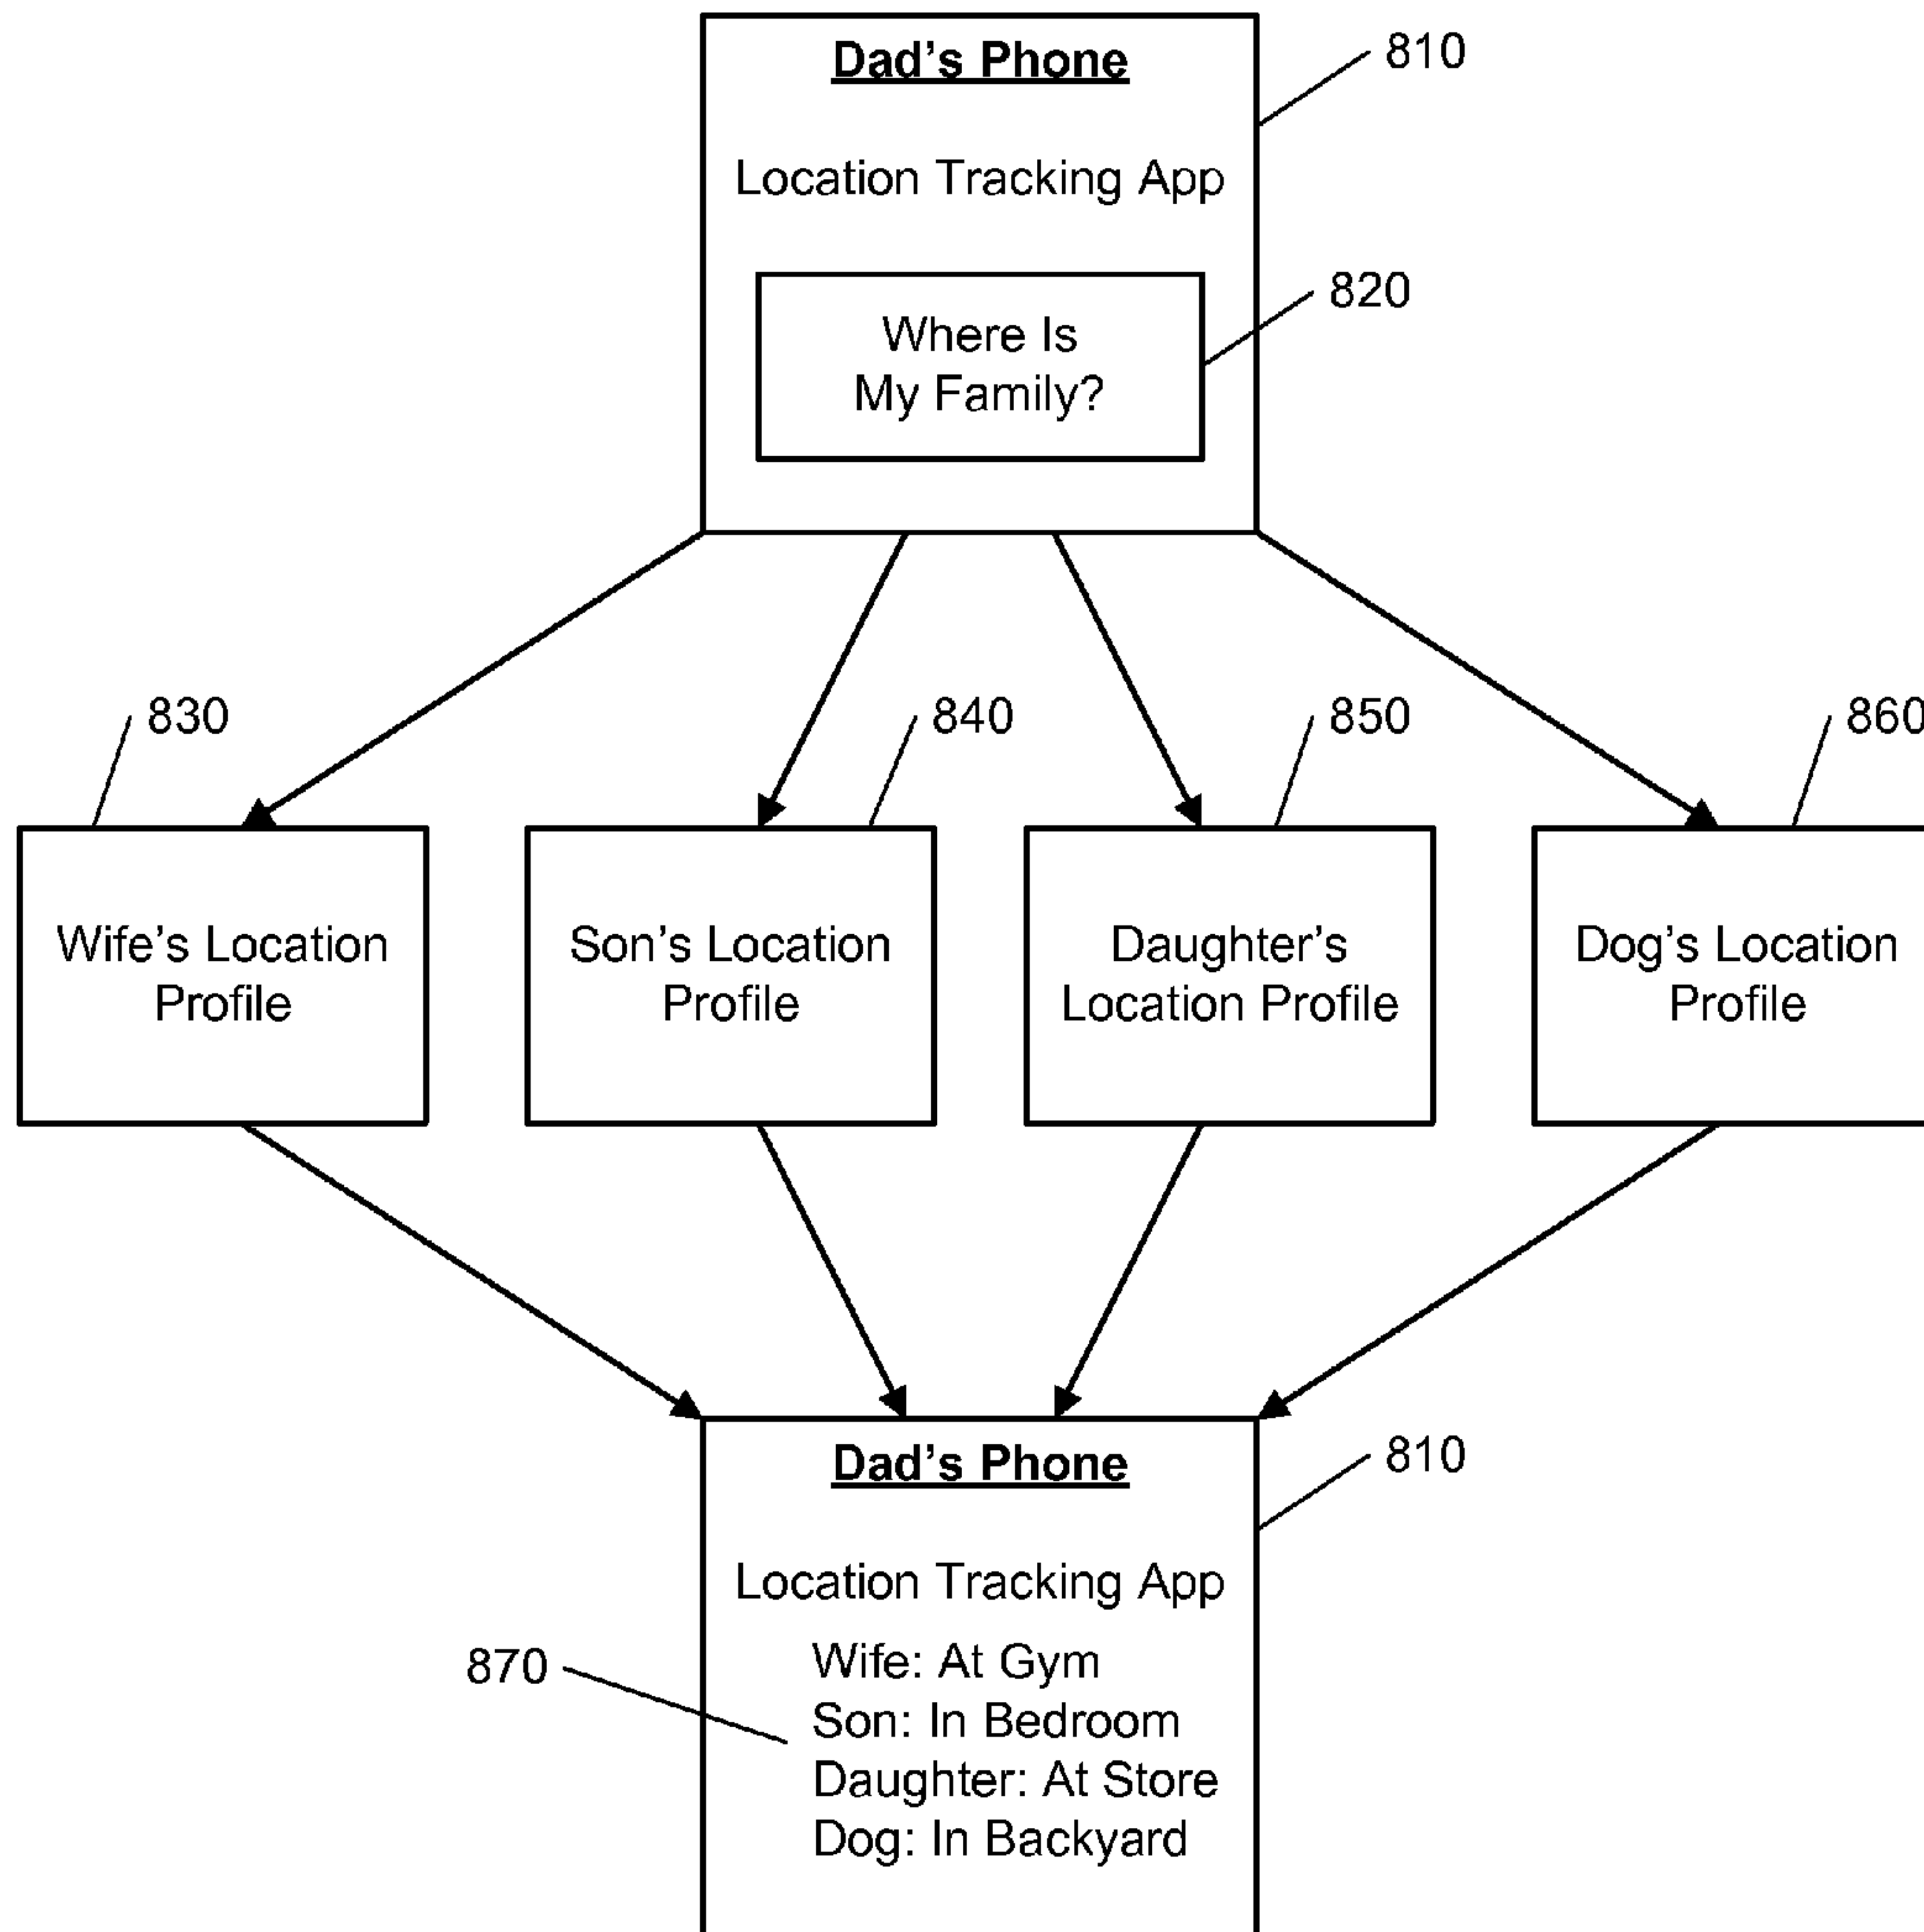 Dad's Phone
810
Location Tracking App
820
Where Is
My Family?
830
840
850
860
Wife's Location
Profile
Son's Location
Profile
Daughter's
Location Profile
Dog's Location
Profile
Dad's Phone
810
Location Tracking App
870
Wife: At Gym
Son: In Bedroom
Daughter: At Store
Dog: In Backyard